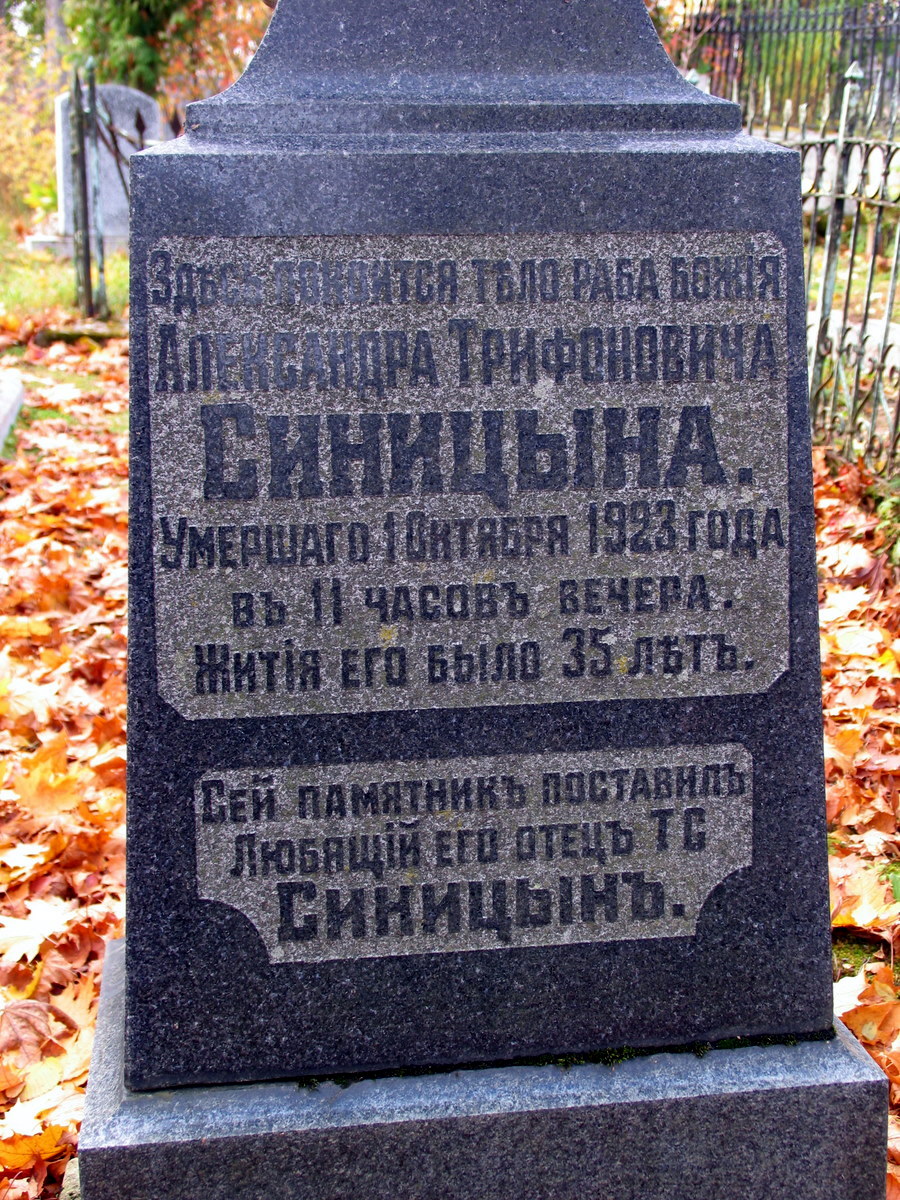 Здѣсь покоится тѣло раба Божія
Александра Трифоновича
Синицына.
Умершаго 1 Октября 1923 года
въ 11 часовъ вечера.
Житія его было 35 лѣтъ.
Сей памятникъ поставилъ
Любящій его отецъ Т С
Синицынъ.